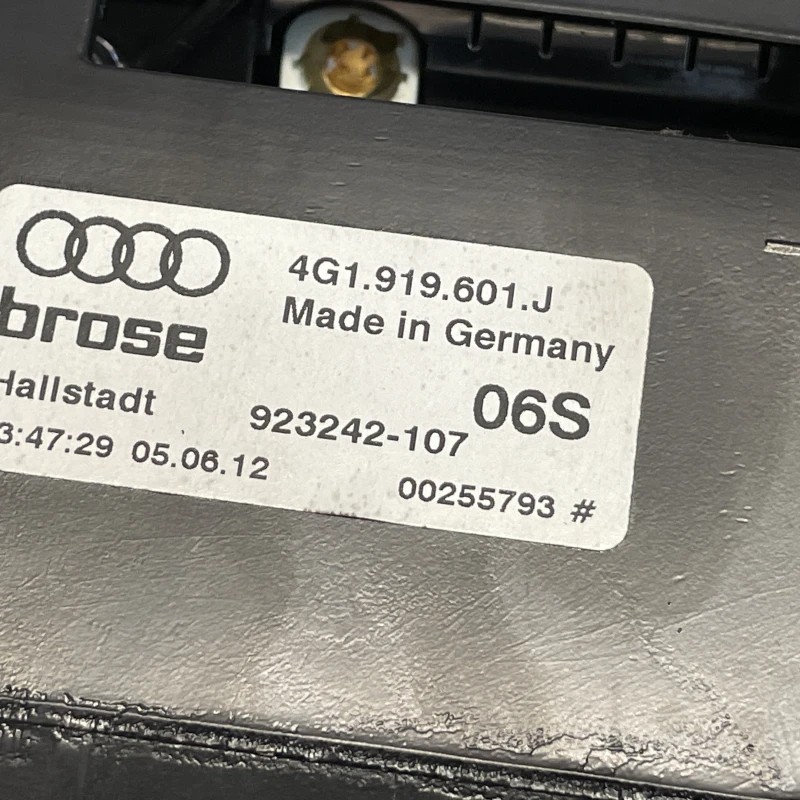 4G1.919.601.J
Made in Germany
brose
06S
Hallstadt
923242-107
3:47:29 05.06.12
00255793 #